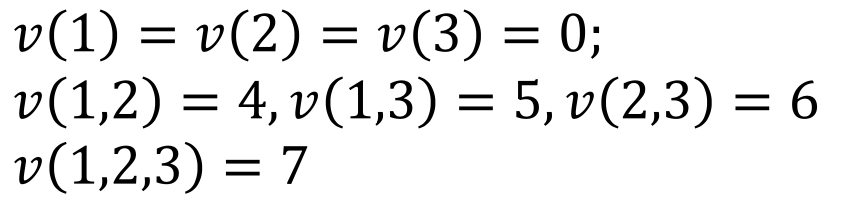 v(1) = v(2) = v(3) = 0;
v(1,2) = 4, v(1,3) = 5, v(2,3) = 6
v(1,2,3) = 7